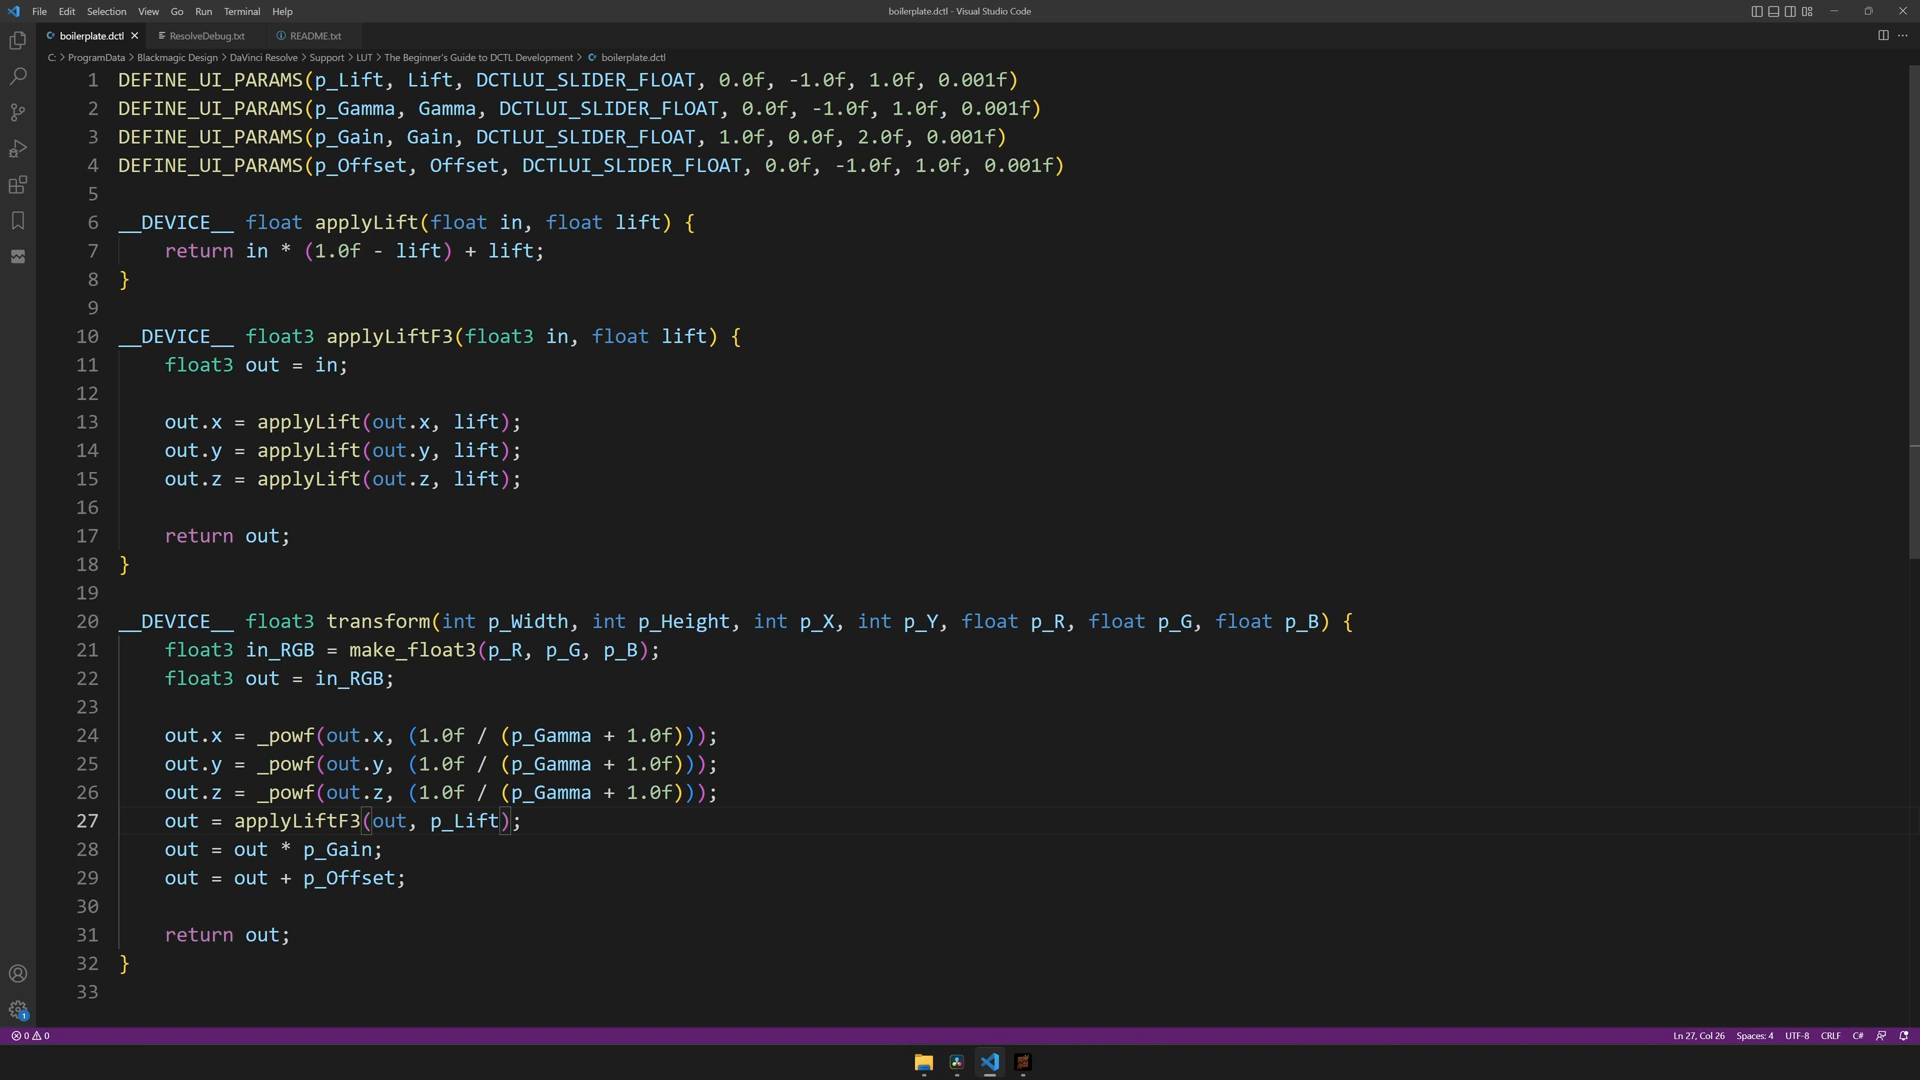 File Edit Selection View Go Run Terminal Help
boilerplate.dctl - Visual Studio Code
boilerplate.dctl ResolveDebug.txt README.txt
C: > ProgramData > Blackmagic Design > DaVinci Resolve > Support > LUT > The Beginner's Guide to DCTL Development > boilerplate.dctl
1 DEFINE_UI_PARAMS(p_Lift, Lift, DCTLUI_SLIDER_FLOAT, 0.0f, -1.0f, 1.0f, 0.001f)
2 DEFINE_UI_PARAMS(p_Gamma, Gamma, DCTLUI_SLIDER_FLOAT, 0.0f, -1.0f, 1.0f, 0.001f)
3 DEFINE_UI_PARAMS(p_Gain, Gain, DCTLUI_SLIDER_FLOAT, 1.0f, 0.0f, 2.0f, 0.001f)
4 DEFINE_UI_PARAMS(p_Offset, Offset, DCTLUI_SLIDER_FLOAT, 0.0f, -1.0f, 1.0f, 0.001f)
5
6 __DEVICE__ float applyLift(float in, float lift) {
7     return in * (1.0f - lift) + lift;
8 }
9
10 __DEVICE__ float3 applyLiftF3(float3 in, float lift) {
11     float3 out = in;
12
13     out.x = applyLift(out.x, lift);
14     out.y = applyLift(out.y, lift);
15     out.z = applyLift(out.z, lift);
16
17     return out;
18 }
19
20 __DEVICE__ float3 transform(int p_Width, int p_Height, int p_X, int p_Y, float p_R, float p_G, float p_B) {
21     float3 in_RGB = make_float3(p_R, p_G, p_B);
22     float3 out = in_RGB;
23
24     out.x = _powf(out.x, (1.0f / (p_Gamma + 1.0f)));
25     out.y = _powf(out.y, (1.0f / (p_Gamma + 1.0f)));
26     out.z = _powf(out.z, (1.0f / (p_Gamma + 1.0f)));
27     out = applyLiftF3(out, p_Lift);
28     out = out * p_Gain;
29     out = out + p_Offset;
30
31     return out;
32 }
33
1
0 0 Ln 27, Col 26 Spaces: 4 UTF-8 CRLF C#